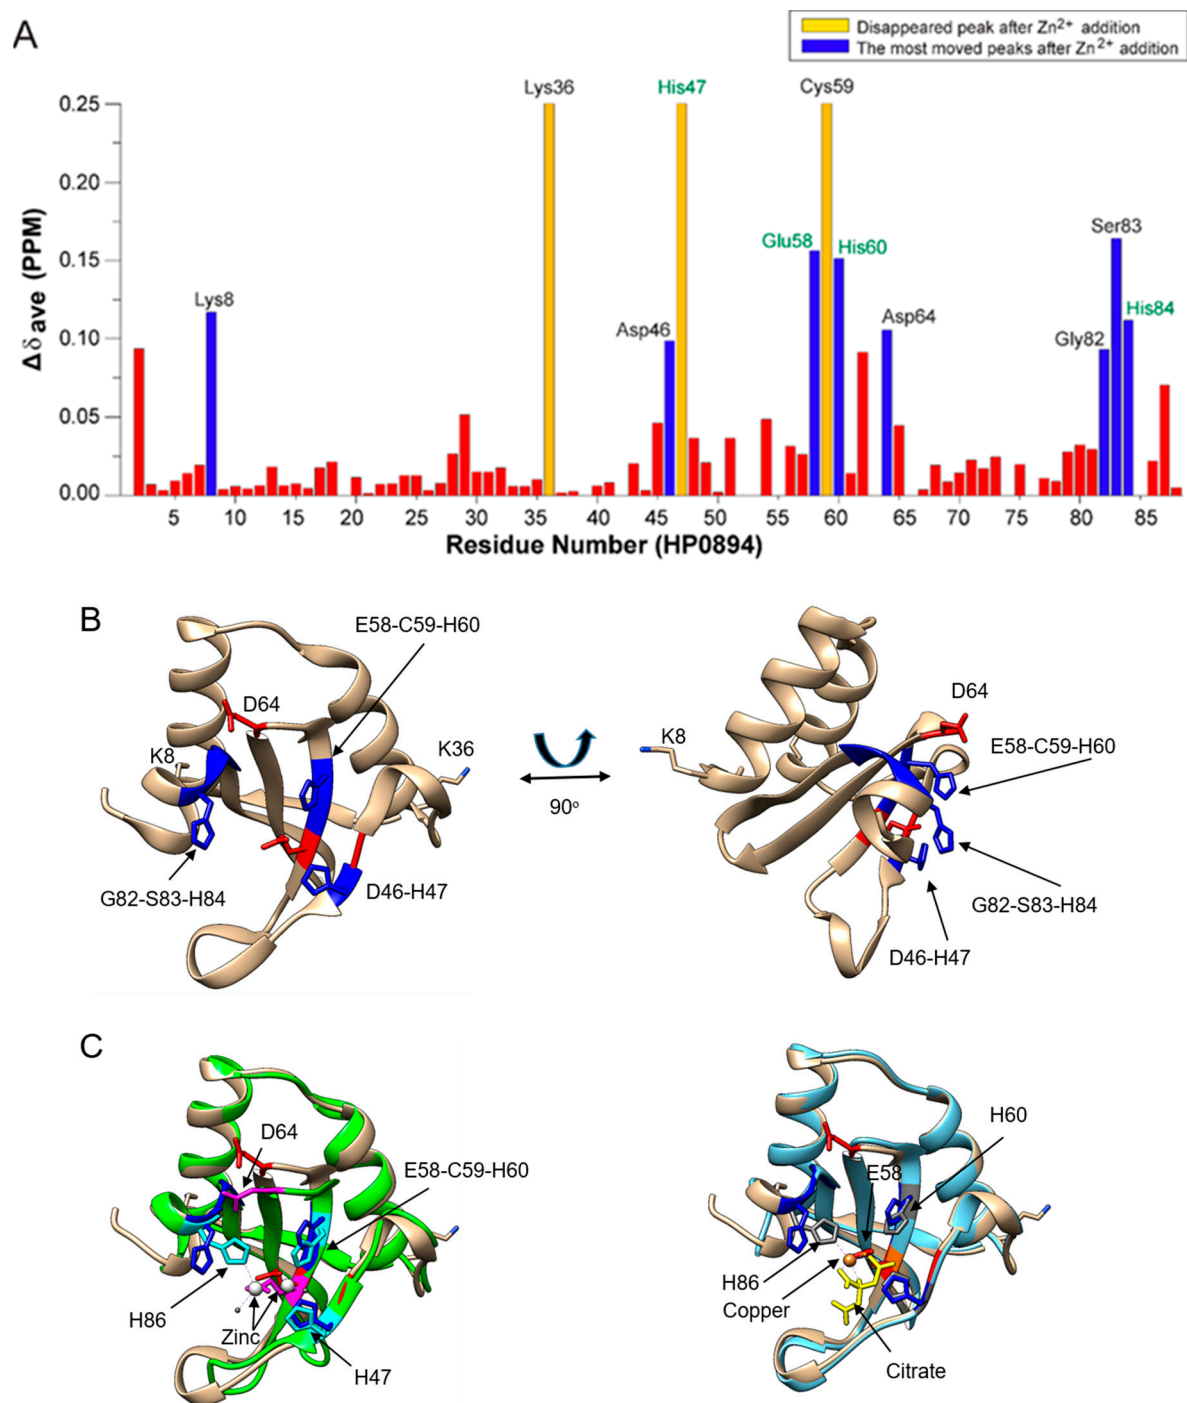 A
Disappeared peak after Zn²⁺ addition
The most moved peaks after Zn²⁺ addition
Lys36
His47
Cys59
0.25
0.20
Ser83
Glu58
His60
0.15
Lys8
His84
Asp46
Asp64
Gly82
0.10
0.05
0.00
Δδave (PPM)
5 10 15 20 25 30 35 40 45 50 55 60 65 70 75 80 85
Residue Number (HP0894)
B
E58-C59-H60
D64
K8
K36
G82-S83-H84
D46-H47
90°
D64
K8
E58-C59-H60
G82-S83-H84
D46-H47
C
D64
E58-C59-H60
H86
Zinc
H47
H60
E58
H86
Copper
Citrate